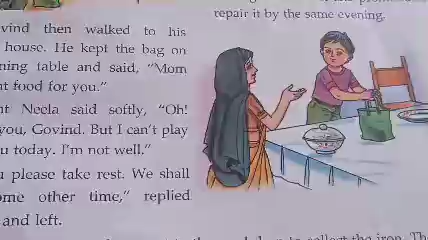 repair it by the same evening.
vind then walked to his
house. He kept the bag on
ning table and said, “Mom
nt food for you.”
nt Neela said softly, “Oh!
you, Govind. But I can’t play
u today. I’m not well.”
u please take rest. We shall
ome other time,” replied
and left.